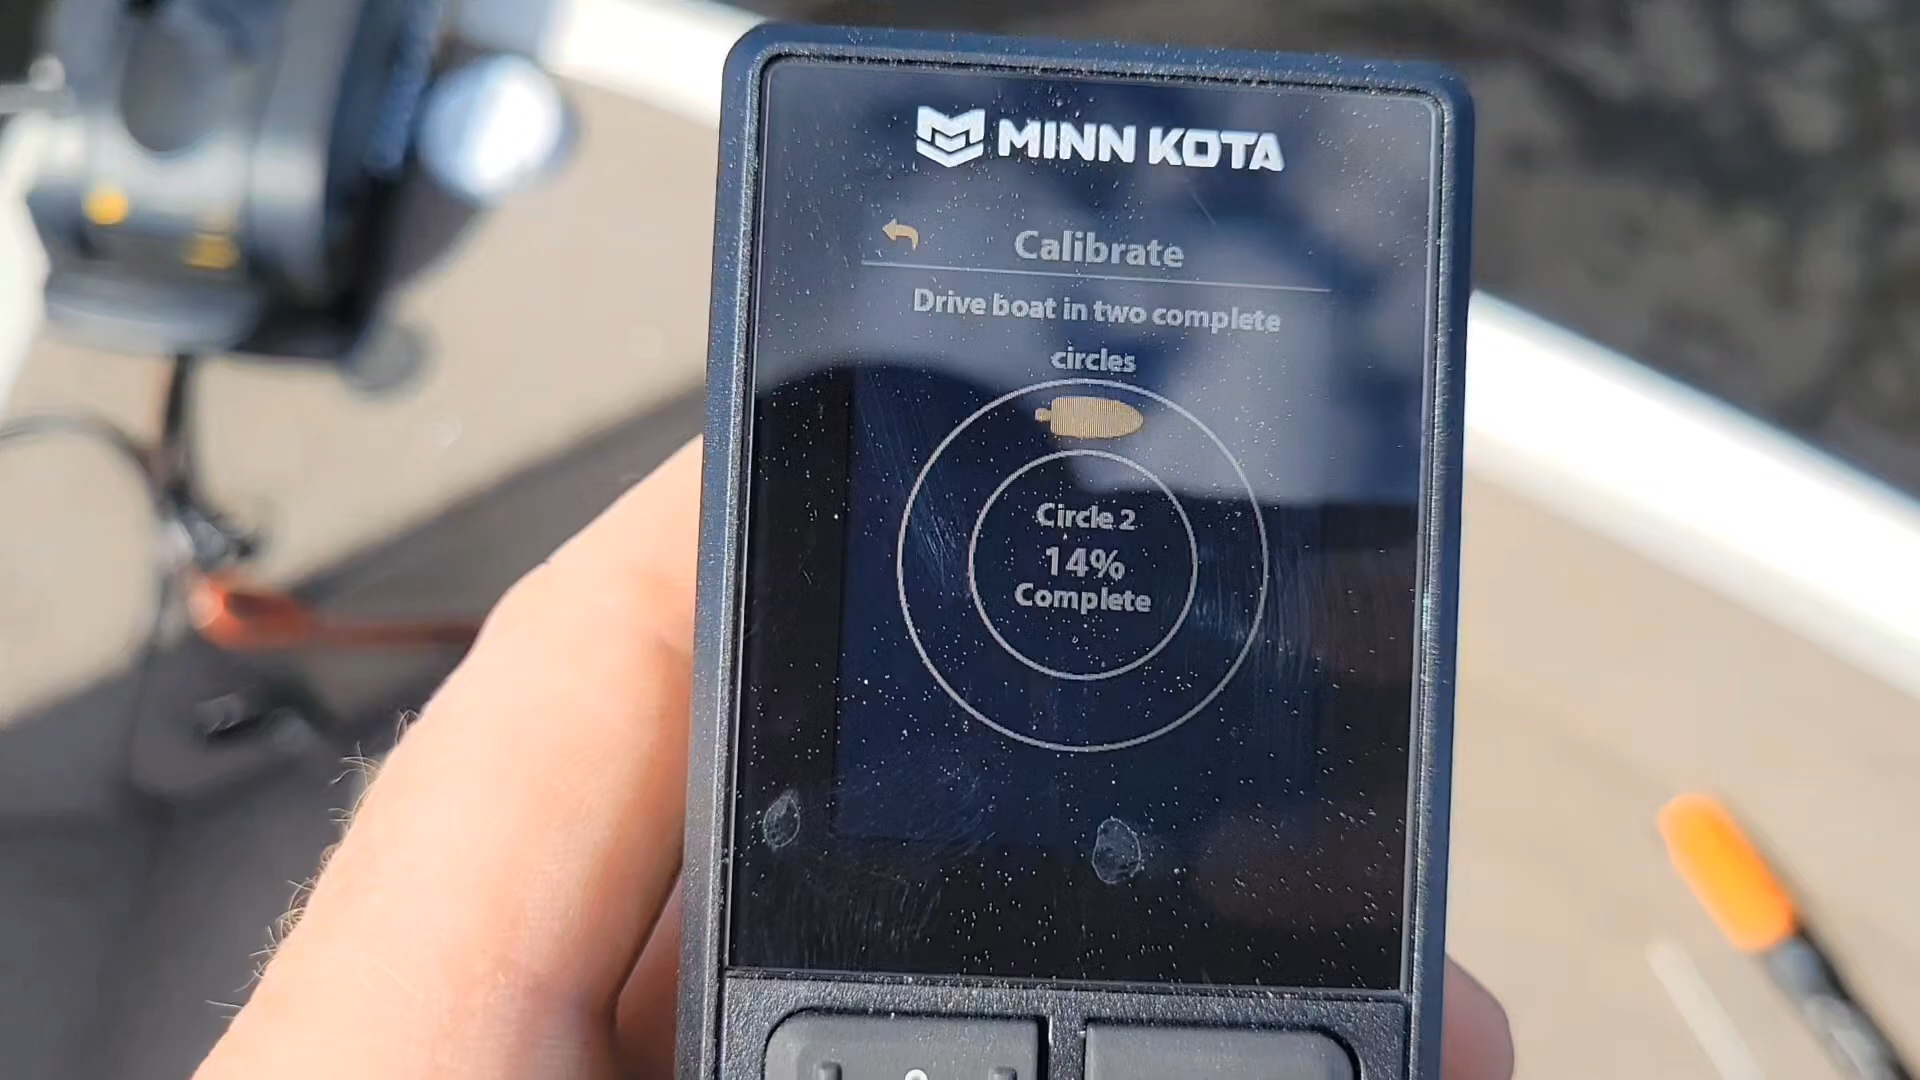 MINN KOTA
Calibrate
Drive boat in two complete
circles
Circle 2
14%
Complete